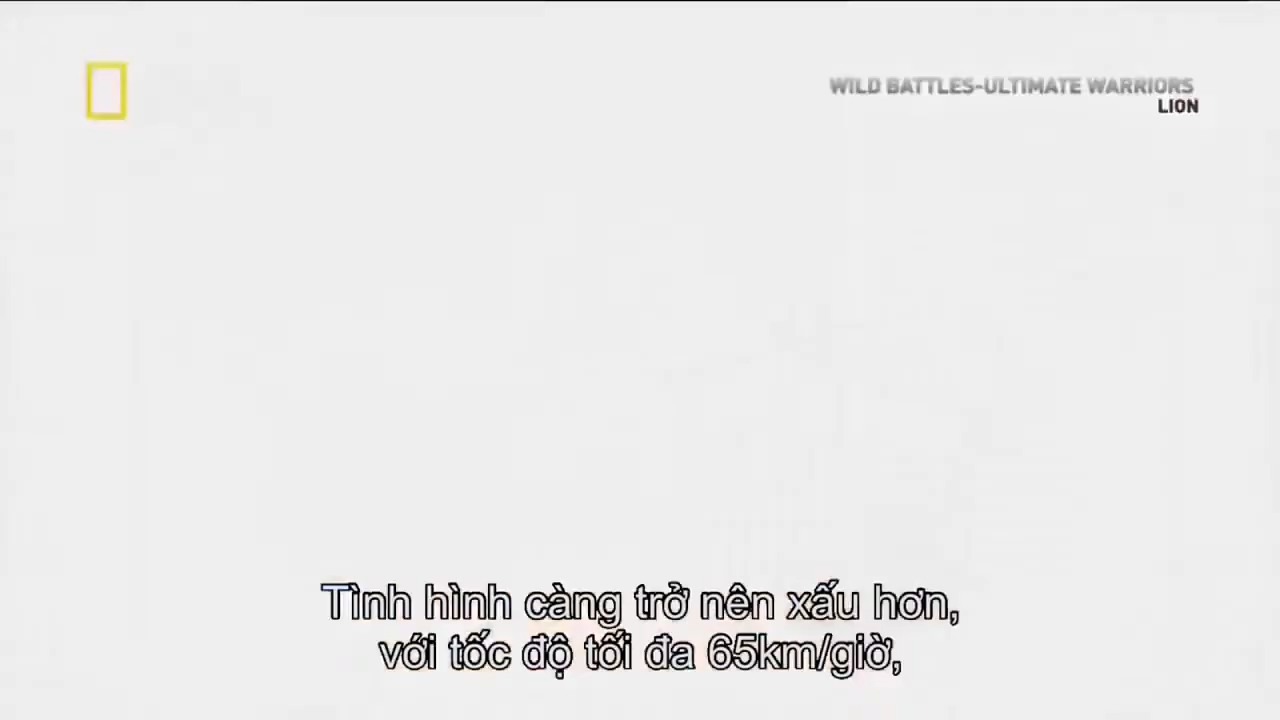 WILD BATTLES-ULTIMATE WARRIORS
LION
Tình hình càng trở nên xấu hơn,
với tốc độ tối đa 65km/giờ,